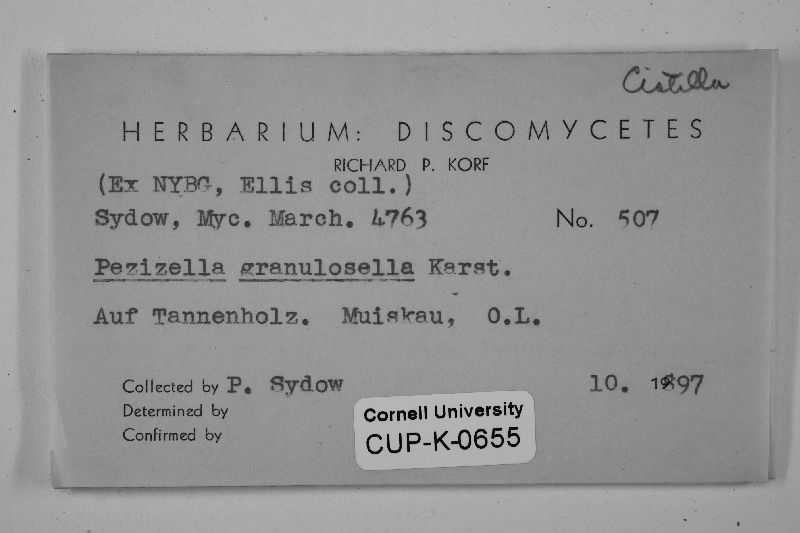 Cistella
HERBARIUM: DISCOMYCETES
RICHARD P. KORF
(Ex NYBG, Ellis coll.)
Sydow, Myc. March. 4763 No. 507
Pezizella granulosella Karst.
Auf Tannenholz. Muiskau, O.L.
Collected by P. Sydow 10. 1897
Determined by
Confirmed by
Cornell University
CUP-K-0655